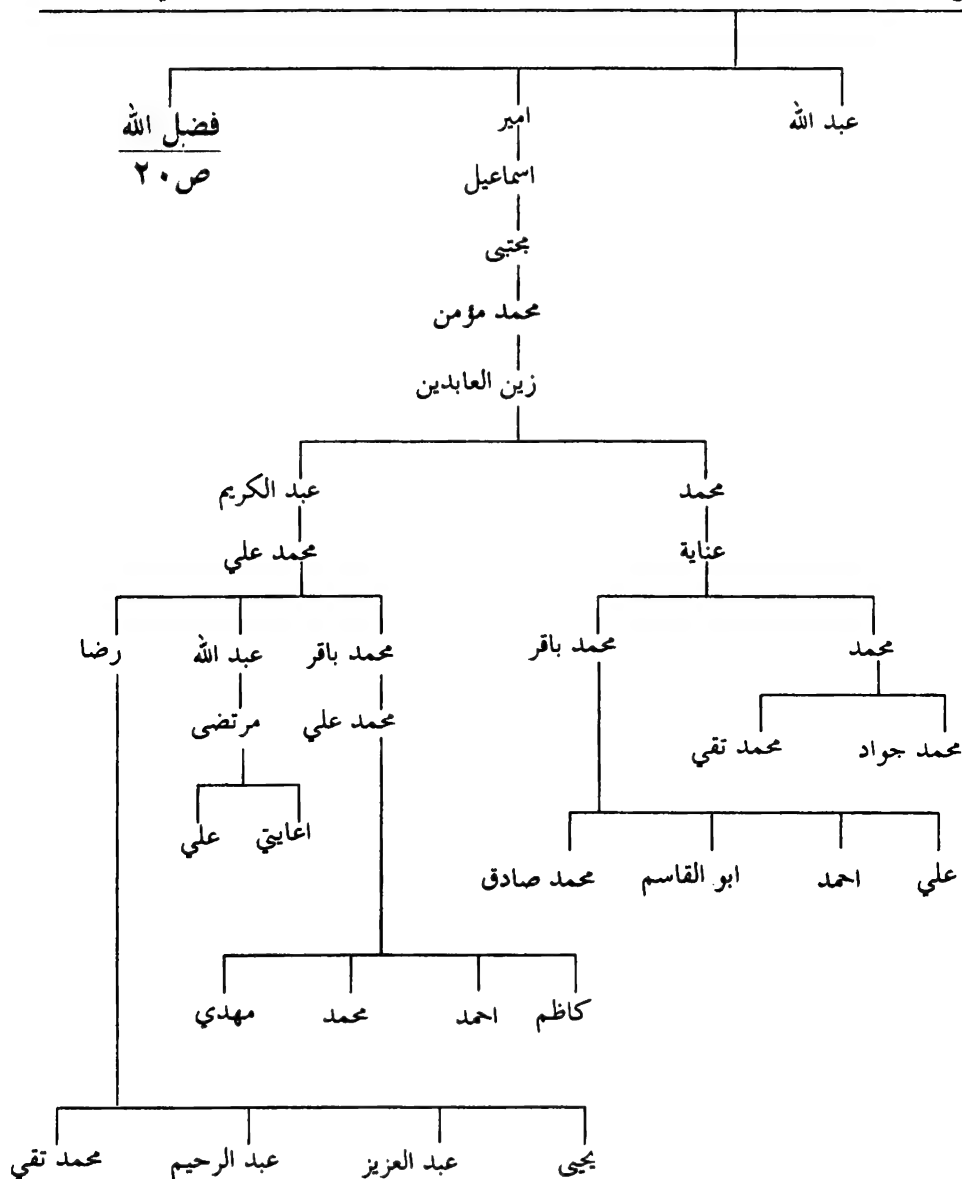 عبد الله امير فضل الله
ص ٢٠
اسماعيل
مجتبى
محمد مؤمن
زين العابدين
محمد عبد الكريم
عناية محمد علي
محمد محمد باقر محمد باقر عبد الله رضا
محمد علي مرتضى
محمد جواد محمد تقي
اعايتي علي
علي احمد ابو القاسم محمد صادق
كاظم احمد محمد مهدي
يحيى عبد العزيز عبد الرحيم محمد تقي